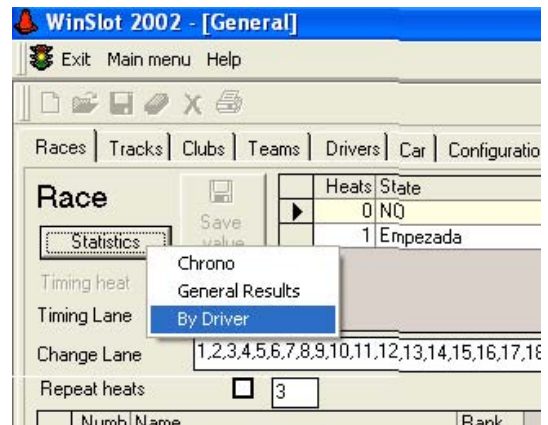 WinSlot 2002 - [General]
Exit Main menu Help
Races Tracks Clubs Teams Drivers Car Configuratio
Race
Save
value
Heats State
0 NO
1 Empezada
Statistics
Chrono
General Results
By Driver
Timing heat
Timing Lane
Change Lane 1,2,3,4,5,6,7,8,9,10,11,12,13,14,15,16,17,18
Repeat heats 3
Numb Name Rank